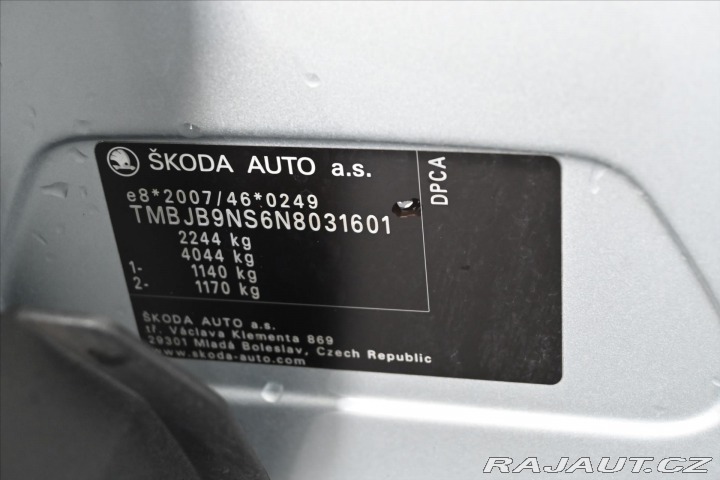 ŠKODA AUTO a.s.
DPCA
e8*2007/46*0249
TMBJB9NS6N8031601
2244 kg
4044 kg
1- 1140 kg
2- 1170 kg
ŠKODA AUTO a.s.
tř. Václava Klementa 869
29301 Mladá Boleslav, Czech Republic
www.skoda-auto.com
RAJAUT.CZ